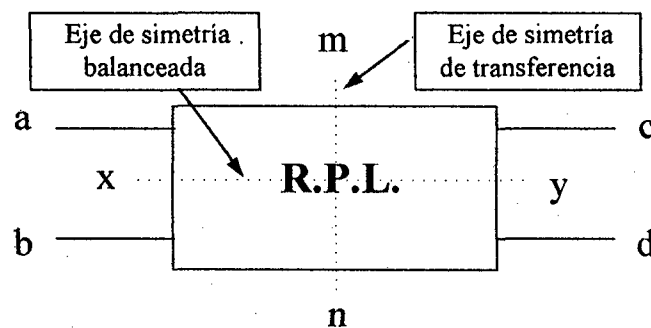 Eje de simetría
balanceada
m
Eje de simetría
de transferencia
a
c
x
R.P.L.
y
b
d
n